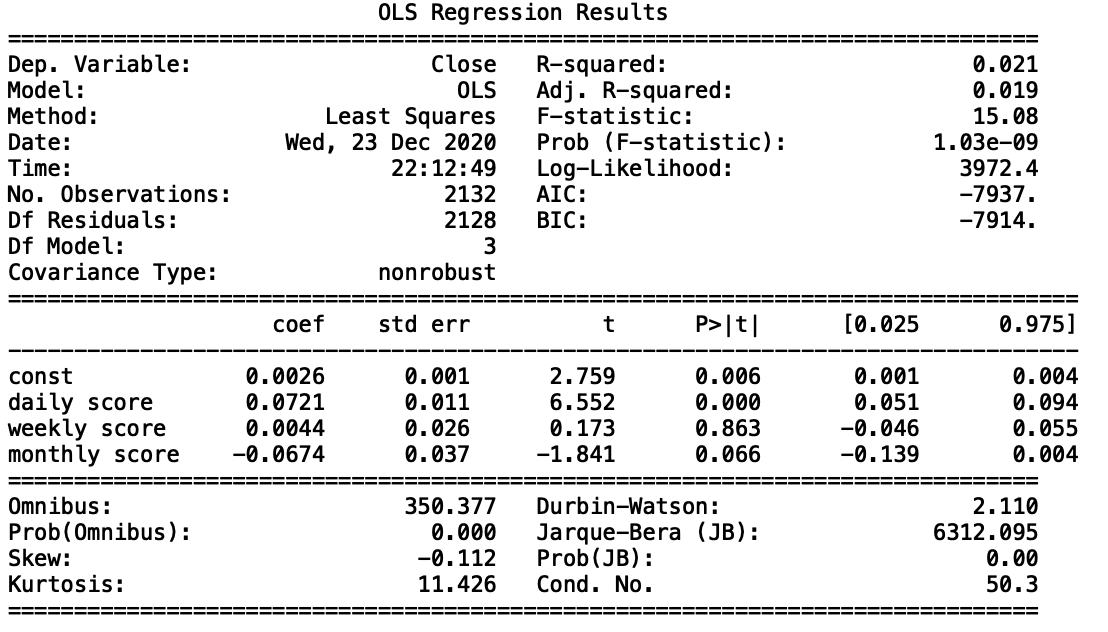 OLS Regression Results
==============================================================================
Dep. Variable: Close R-squared: 0.021
Model: OLS Adj. R-squared: 0.019
Method: Least Squares F-statistic: 15.08
Date: Wed, 23 Dec 2020 Prob (F-statistic): 1.03e-09
Time: 22:12:49 Log-Likelihood: 3972.4
No. Observations: 2132 AIC: -7937.
Df Residuals: 2128 BIC: -7914.
Df Model: 3
Covariance Type: nonrobust
=================================================================================
coef std err t P>|t| [0.025 0.975]
---------------------------------------------------------------------------------
const 0.0026 0.001 2.759 0.006 0.001 0.004
daily score 0.0721 0.011 6.552 0.000 0.051 0.094
weekly score 0.0044 0.026 0.173 0.863 -0.046 0.055
monthly score -0.0674 0.037 -1.841 0.066 -0.139 0.004
==============================================================================
Omnibus: 350.377 Durbin-Watson: 2.110
Prob(Omnibus): 0.000 Jarque-Bera (JB): 6312.095
Skew: -0.112 Prob(JB): 0.00
Kurtosis: 11.426 Cond. No. 50.3
==============================================================================